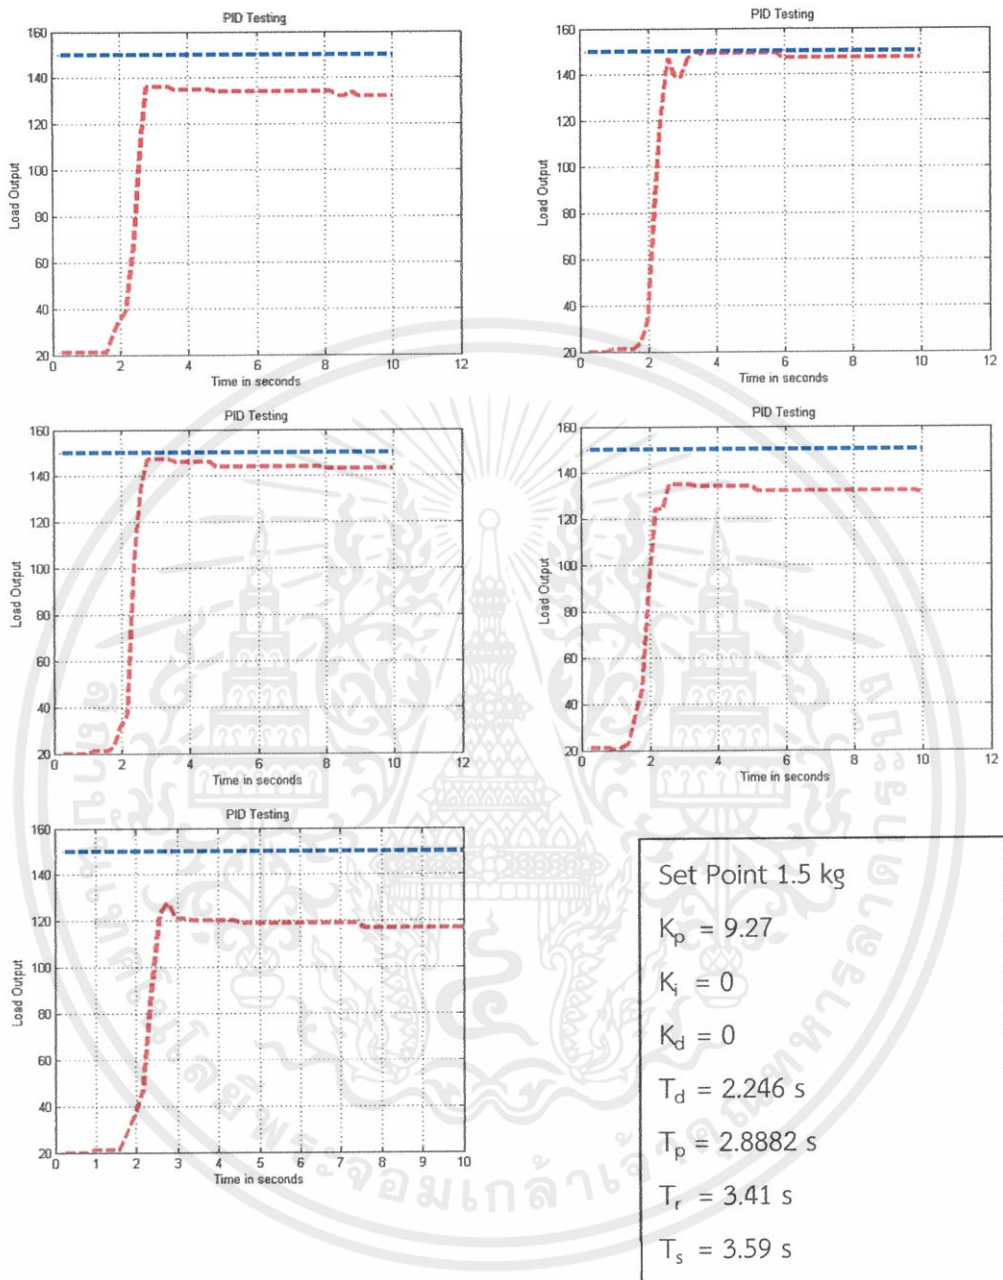 PID Testing
160
140
120
100
80
60
40
20
Load Output
0 2 4 6 8 10 12
Time in seconds
PID Testing
160
140
120
100
80
60
40
20
Load Output
0 2 4 6 8 10 12
Time in seconds
PID Testing
160
140
120
100
80
60
40
20
Load Output
0 2 4 6 8 10 12
Time in seconds
PID Testing
160
140
120
100
80
60
40
20
Load Output
0 2 4 6 8 10 12
Time in seconds
PID Testing
160
140
120
100
80
60
40
20
Load Output
0 1 2 3 4 5 6 7 8 9 10
Time in seconds
Set Point 1.5 kg
Kp = 9.27
Ki = 0
Kd = 0
Td = 2.246 s
Tp = 2.8882 s
Tr = 3.41 s
Ts = 3.59 s